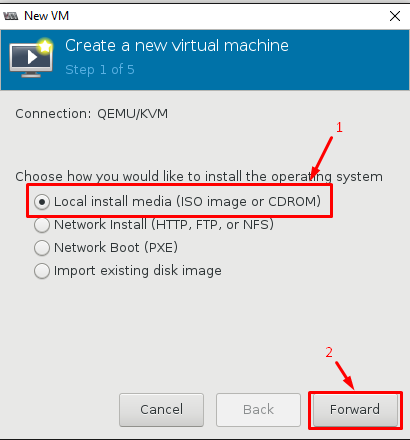 New VM
Create a new virtual machine
Step 1 of 5
Connection: QEMU/KVM
1
Choose how you would like to install the operating system
Local install media (ISO image or CDROM)
Network Install (HTTP, FTP, or NFS)
Network Boot (PXE)
Import existing disk image
2
Cancel
Back
Forward